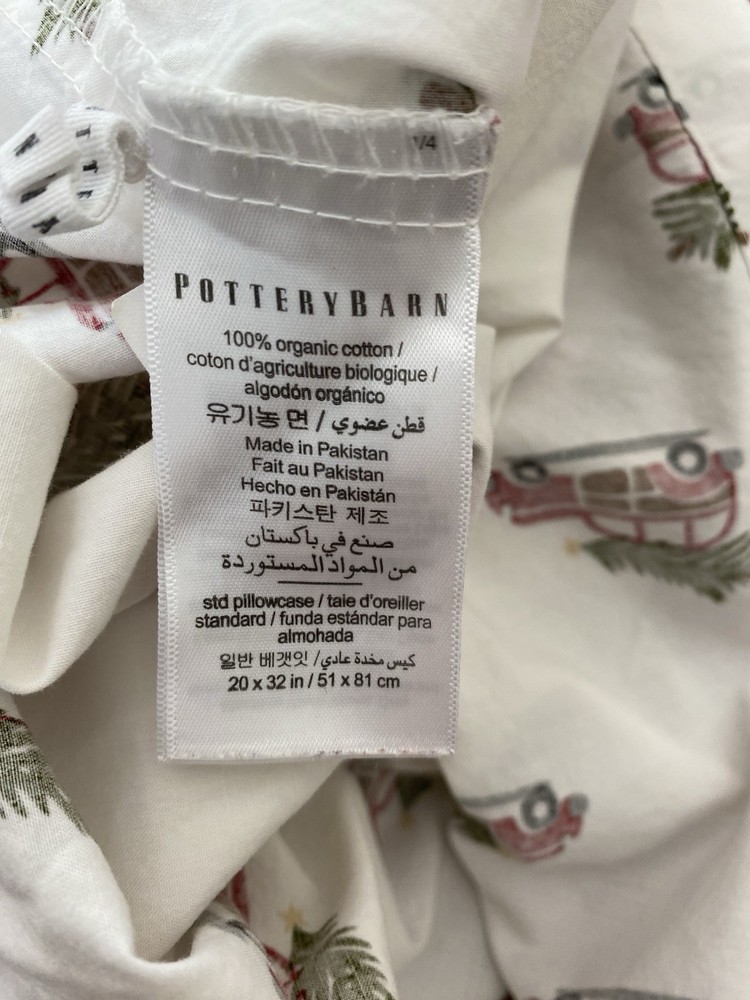 1/4
POTTERYBARN
100% organic cotton /
coton d'agriculture biologique /
algodón orgánico
유기농 면 / قطن عضوي
Made in Pakistan
Fait au Pakistan
Hecho en Pakistán
파키스탄 제조
صنع في باكستان
من المواد المستوردة
std pillowcase / taie d'oreiller
standard / funda estándar para
almohada
일반 베갯잇/ كيس مخدة عادي
20 x 32 in / 51 x 81 cm